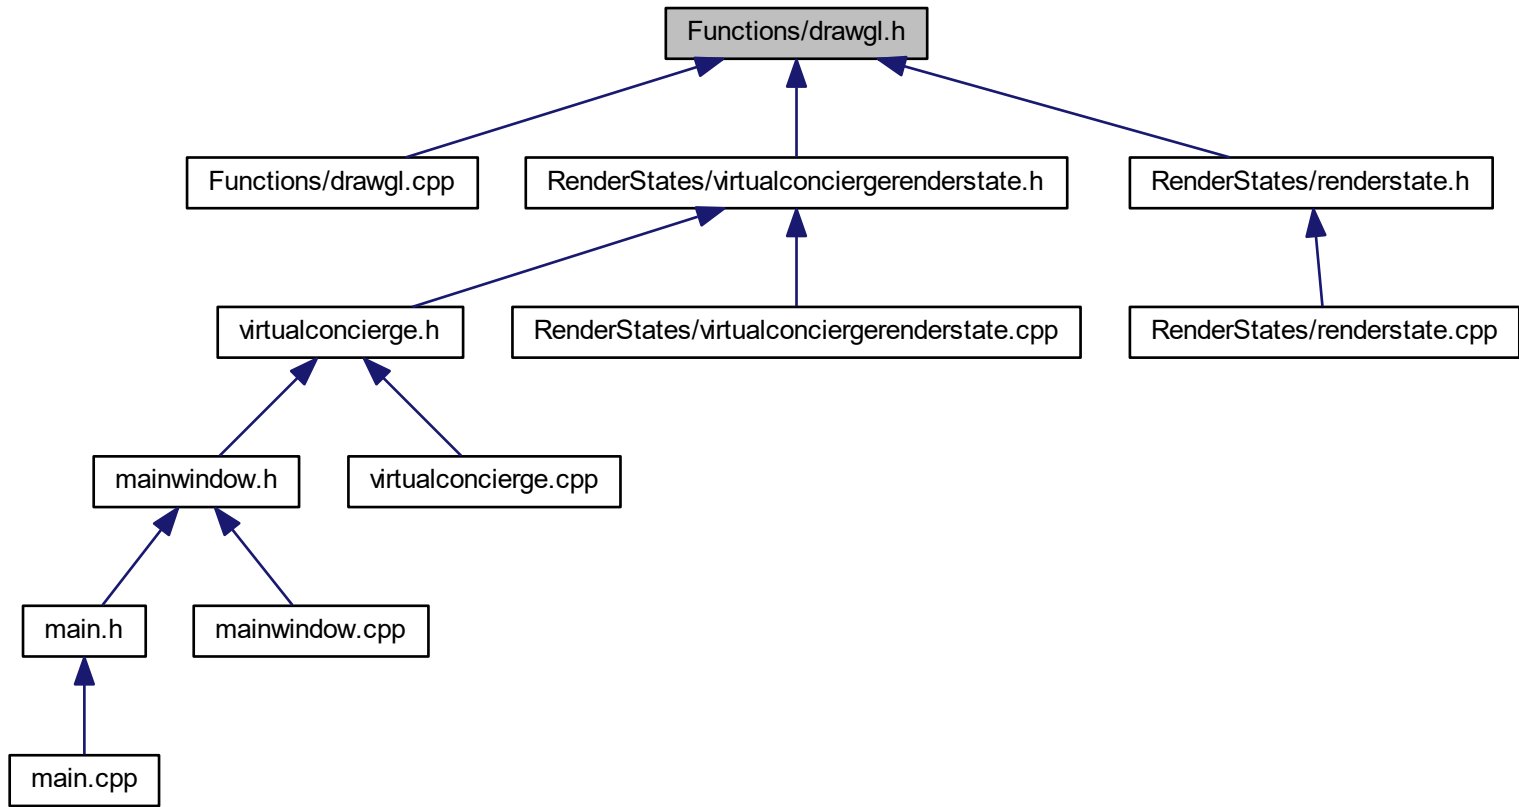 Functions/drawgl.h
Functions/drawgl.cpp
RenderStates/virtualconciergerenderstate.h
RenderStates/renderstate.h
virtualconcierge.h
RenderStates/virtualconciergerenderstate.cpp
RenderStates/renderstate.cpp
mainwindow.h
virtualconcierge.cpp
main.h
mainwindow.cpp
main.cpp